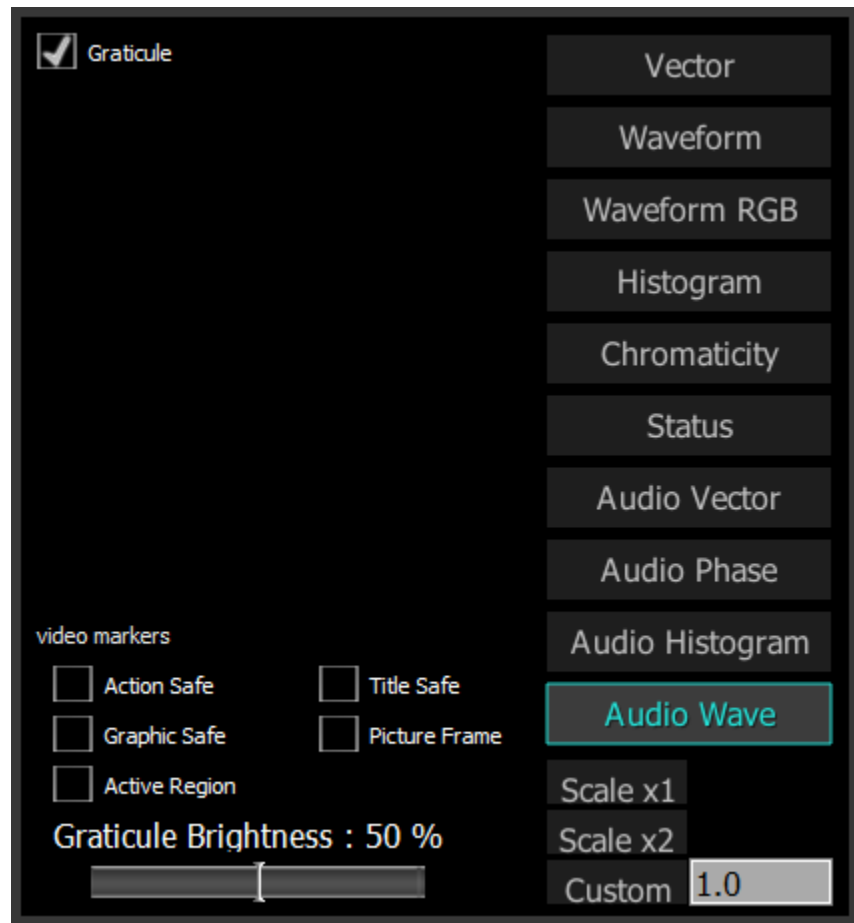 Graticule
Vector
Waveform
Waveform RGB
Histogram
Chromaticity
Status
Audio Vector
Audio Phase
Audio Histogram
Audio Wave
video markers
Action Safe
Title Safe
Graphic Safe
Picture Frame
Active Region
Graticule Brightness : 50 %
Scale x1
Scale x2
Custom 1.0